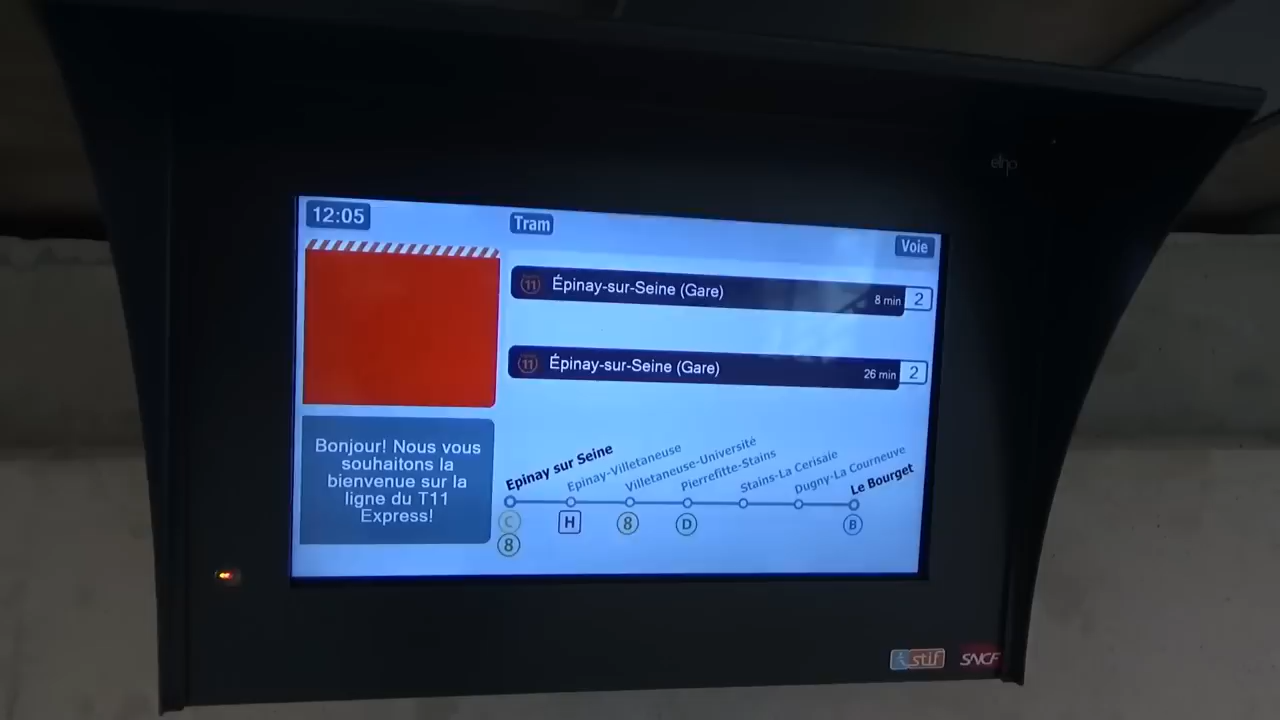 elhp
12:05
Tram
Voie
11 Épinay-sur-Seine (Gare) 8 min 2
11 Épinay-sur-Seine (Gare) 26 min 2
Bonjour! Nous vous
souhaitons la
bienvenue sur la
ligne du T11
Express!
Epinay sur Seine
Epinay-Villetaneuse
Villetaneuse-Université
Pierrefitte-Stains
Stains-La Cerisaie
Dugny-La Courneuve
Le Bourget
C
8
H
8
D
B
stif
SNCF